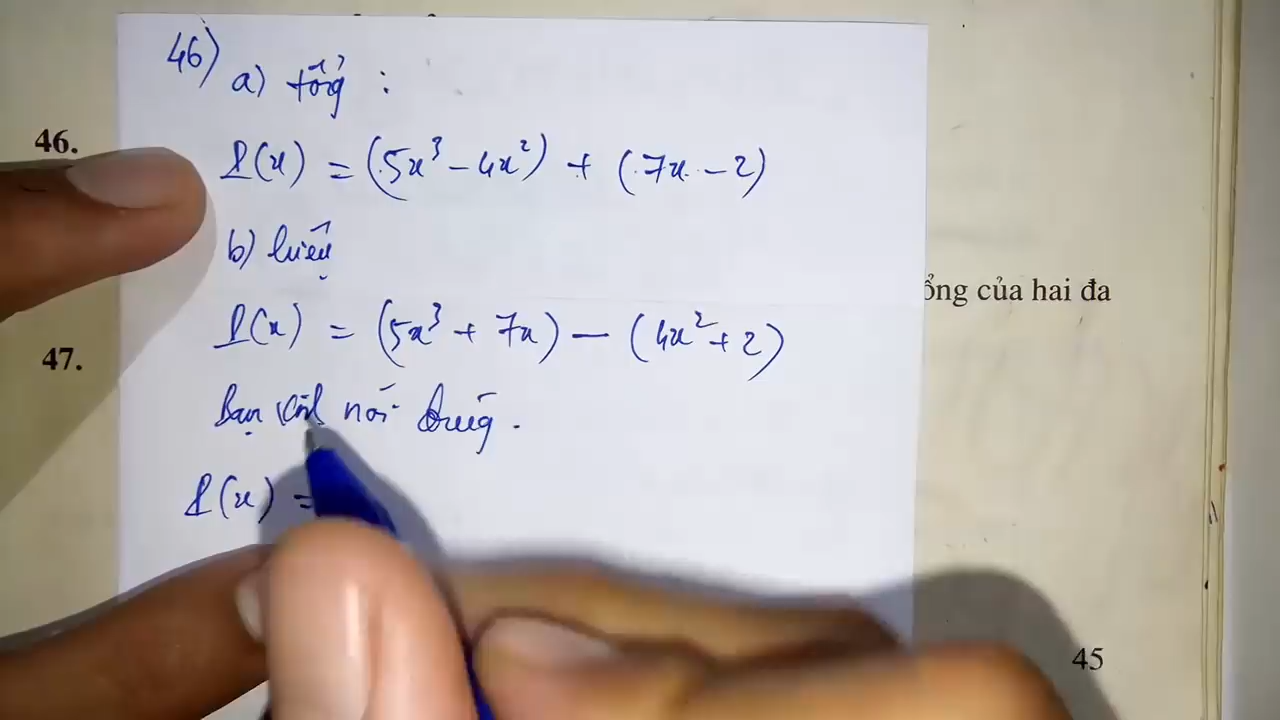 46)
a) tổng :
46.
P(x) = (5x³ - 4x²) + (7x - 2)
b) hiệu
ổng của hai đa
P(x) = (5x³ + 7x) - (4x² + 2)
47.
Bạn Vinh nói đúng.
P(x) =
45